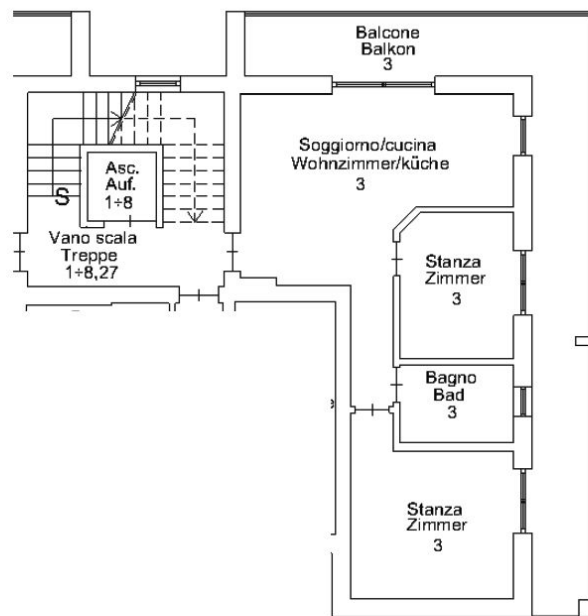 Balcone
Balkon
3
Soggiorno/cucina
Wohnzimmer/küche
3
Asc.
Auf.
1÷8
S
Vano scala
Treppe
1÷8,27
Stanza
Zimmer
3
Bagno
Bad
3
Stanza
Zimmer
3